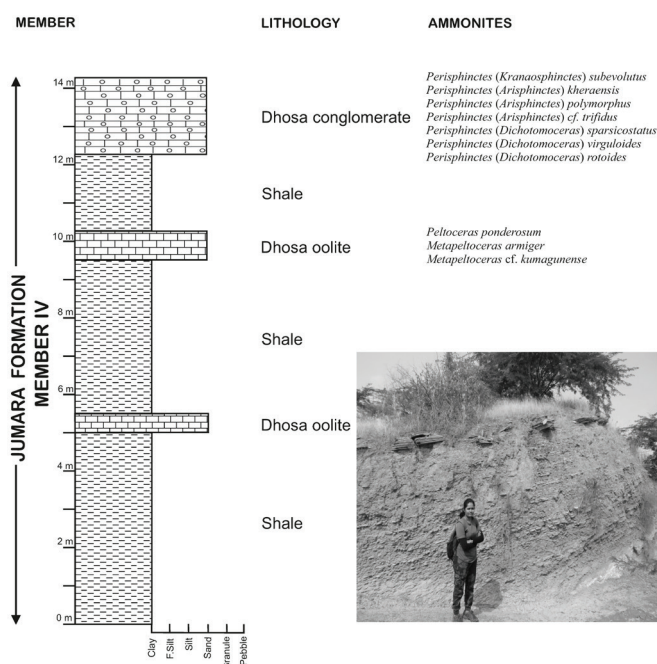 MEMBER
LITHOLOGY
AMMONITES
JUMARA FORMATION
MEMBER IV
14 m
12 m
10 m
8 m
6 m
4 m
2 m
0 m
Dhosa conglomerate
Shale
Dhosa oolite
Shale
Dhosa oolite
Shale
Perisphinctes (Kranaosphinctes) subevolutus
Perisphinctes (Arisphinctes) kheraensis
Perisphinctes (Arisphinctes) polymorphus
Perisphinctes (Arisphinctes) cf. trifidus
Perisphinctes (Dichotomoceras) sparsicostatus
Perisphinctes (Dichotomoceras) virguloides
Perisphinctes (Dichotomoceras) rotoides
Peltoceras ponderosum
Metapeltoceras armiger
Metapeltoceras cf. kumagunense
Clay
F.Silt
Silt
Sand
Granule
Pebble